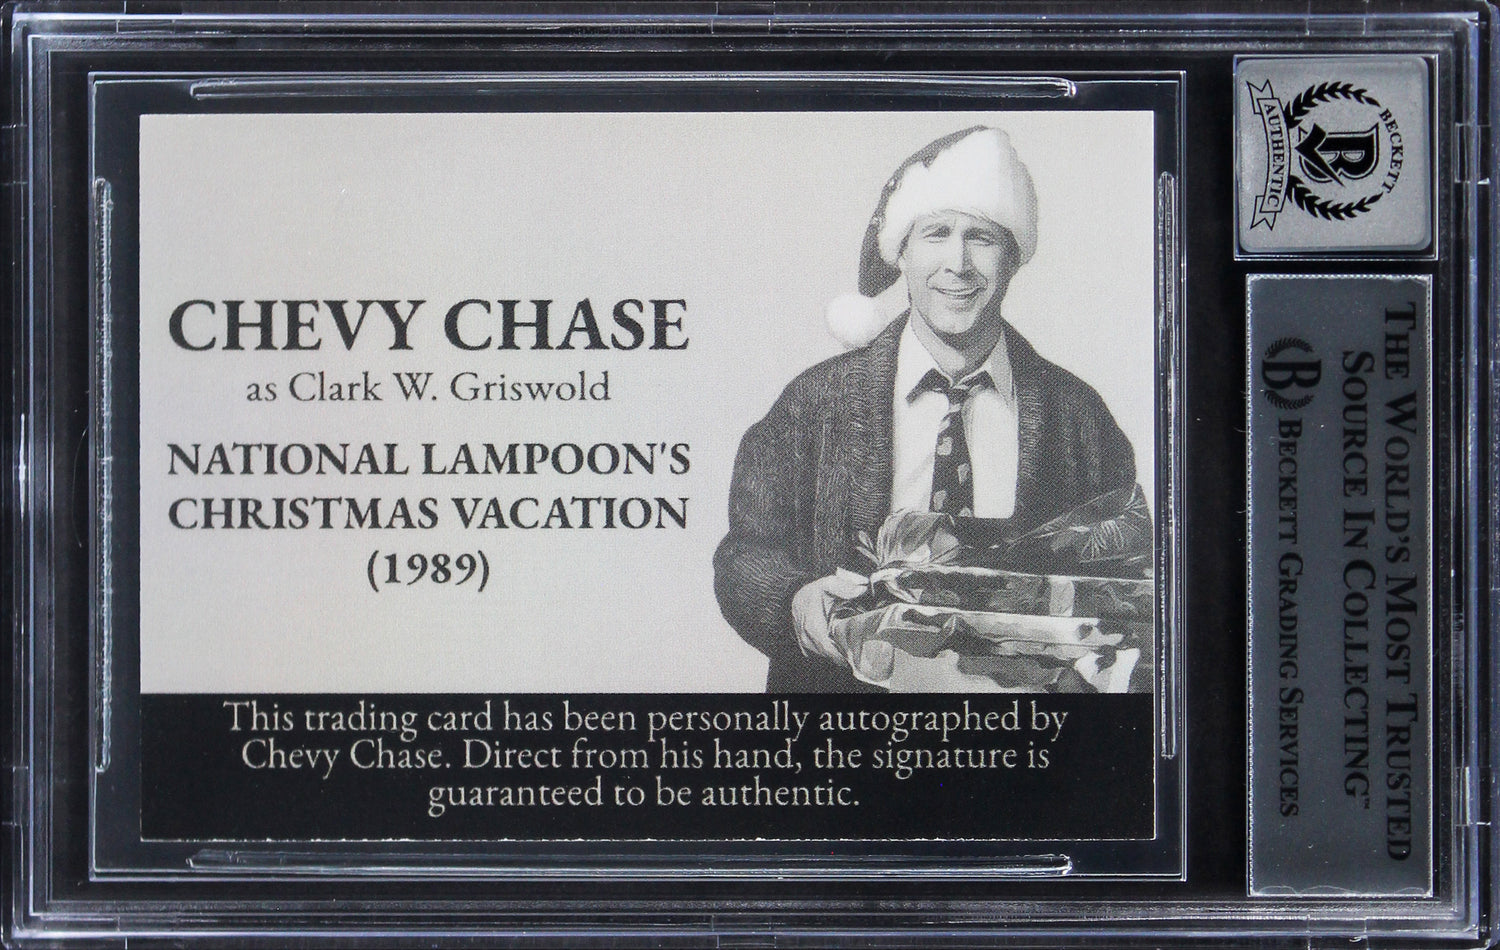 CHEVY CHASE
as Clark W. Griswold
NATIONAL LAMPOON'S
CHRISTMAS VACATION
(1989)
This trading card has been personally autographed by
Chevy Chase. Direct from his hand, the signature is
guaranteed to be authentic.
BECKETT
AUTHENTIC
B
THE WORLD'S MOST TRUSTED
SOURCE IN COLLECTING™
B BECKETT GRADING SERVICES